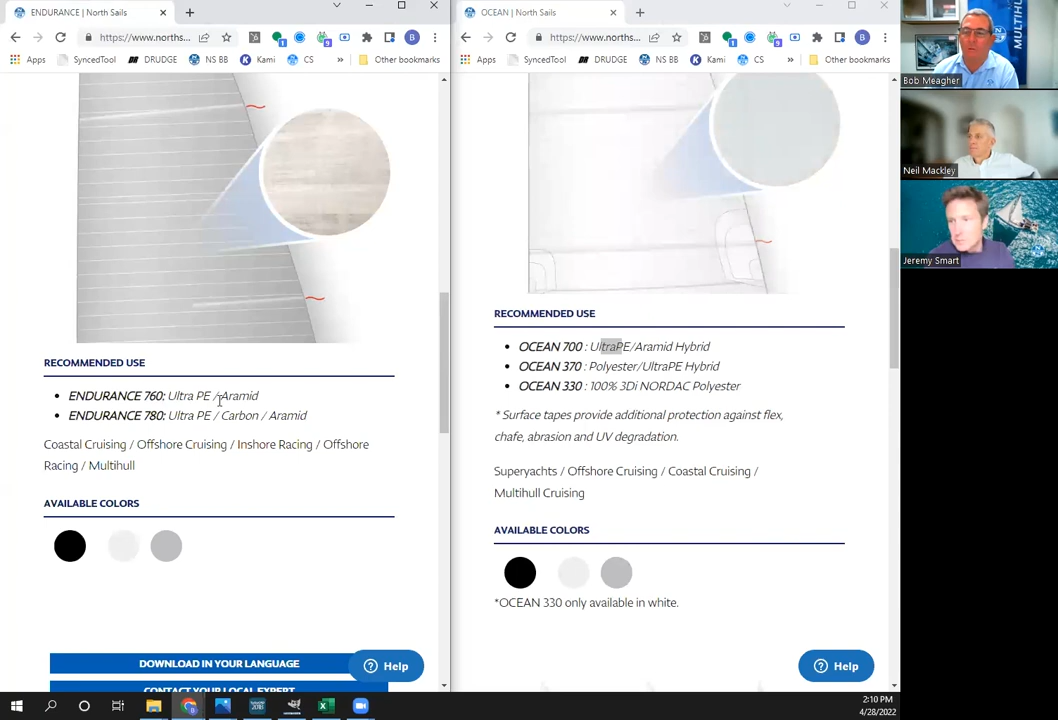 ENDURANCE | North Sails
https://www.norths...
Apps
SyncedTool
DRUDGE
NS BB
Kami
CS
Other bookmarks
RECOMMENDED USE
ENDURANCE 760: Ultra PE / Aramid
ENDURANCE 780: Ultra PE / Carbon / Aramid
Coastal Cruising / Offshore Cruising / Inshore Racing / Offshore
Racing / Multihull
AVAILABLE COLORS
DOWNLOAD IN YOUR LANGUAGE
CONTACT YOUR LOCAL EXPERT
Help
OCEAN | North Sails
https://www.norths...
Apps
SyncedTool
DRUDGE
NS BB
Kami
CS
Other bookmarks
RECOMMENDED USE
OCEAN 700 : UltraPE/Aramid Hybrid
OCEAN 370 : Polyester/UltraPE Hybrid
OCEAN 330 : 100% 3Di NORDAC Polyester
* Surface tapes provide additional protection against flex,
chafe, abrasion and UV degradation.
Superyachts / Offshore Cruising / Coastal Cruising /
Multihull Cruising
AVAILABLE COLORS
*OCEAN 330 only available in white.
Help
MULTIHU
Bob Meagher
Neil Mackley
Jeremy Smart
2:10 PM
4/28/2022